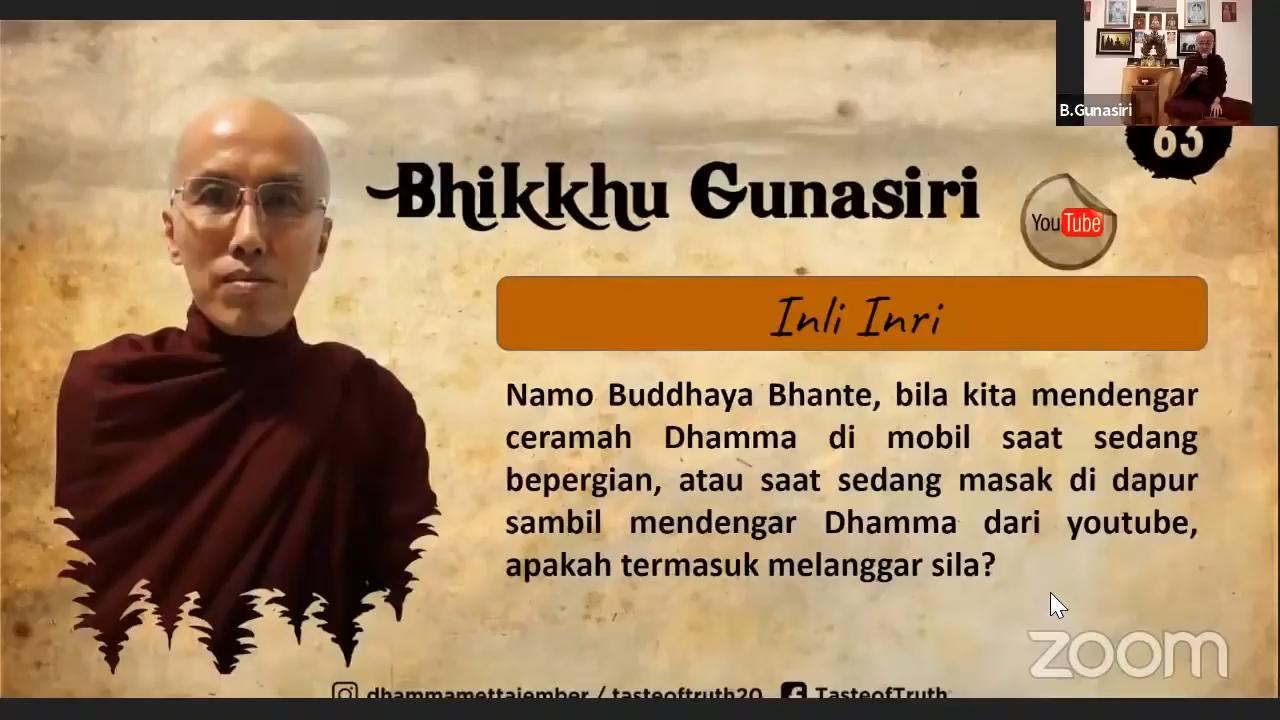 B.Gunasiri
63
Bhikkhu Gunasiri
YouTube
Inli Inri
Namo Buddhaya Bhante, bila kita mendengar
ceramah Dhamma di mobil saat sedang
bepergian, atau saat sedang masak di dapur
sambil mendengar Dhamma dari youtube,
apakah termasuk melanggar sila?
zoom
dhammamettajember / tasteoftruth20 TasteofTruth